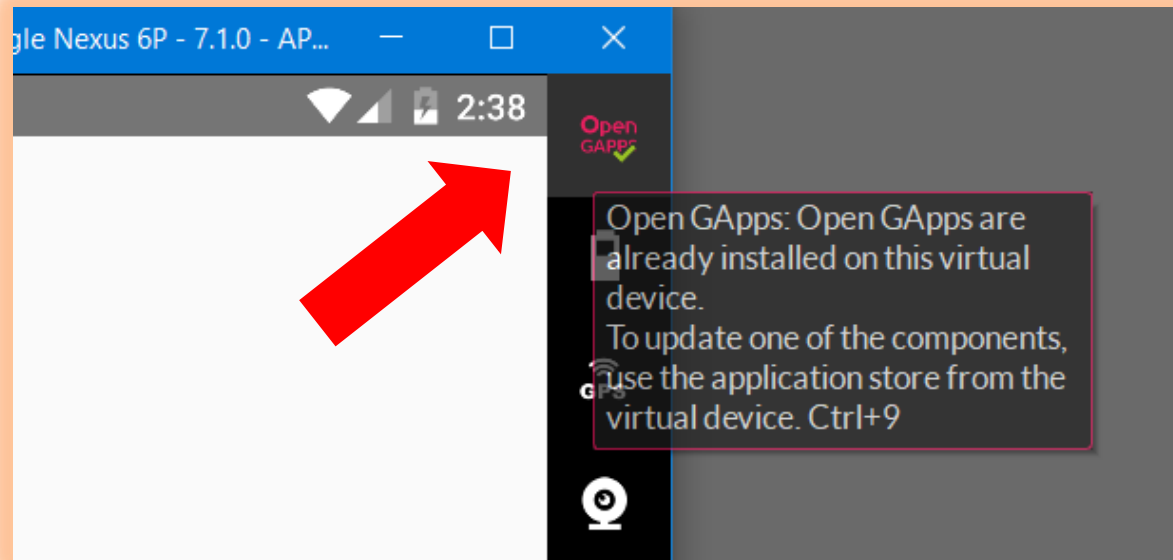 gle Nexus 6P - 7.1.0 - AP...
2:38
Open
GAPPS
Open GApps: Open GApps are
already installed on this virtual
device.
To update one of the components,
use the application store from the
virtual device. Ctrl+9
GPS